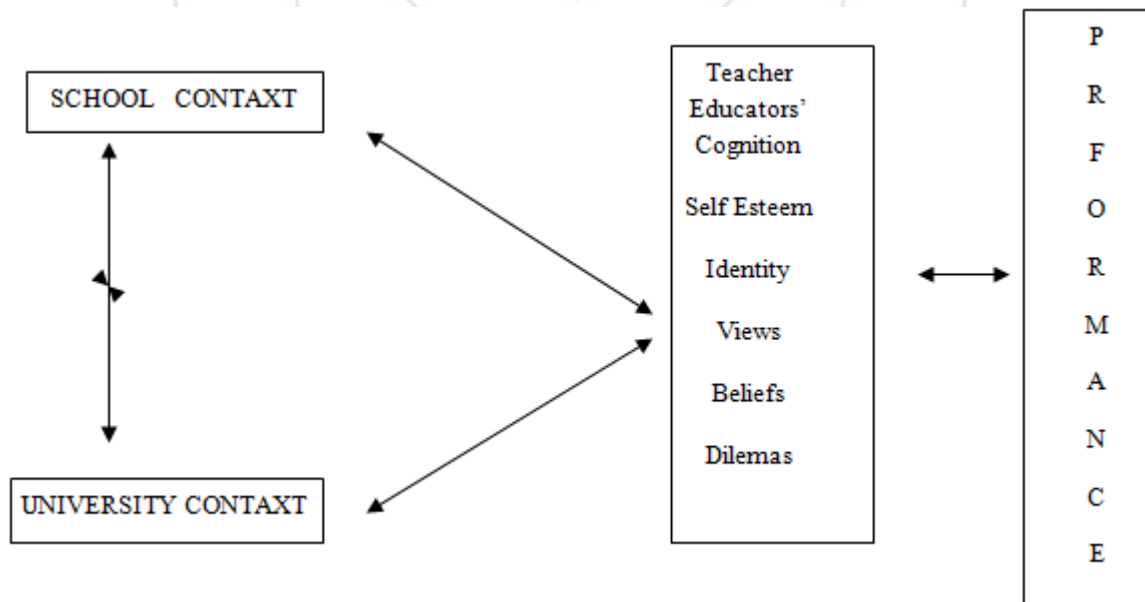 SCHOOL CONTAXT
UNIVERSITY CONTAXT
Teacher
Educators’
Cognition
Self Esteem
Identity
Views
Beliefs
Dilemas
P
R
F
O
R
M
A
N
C
E